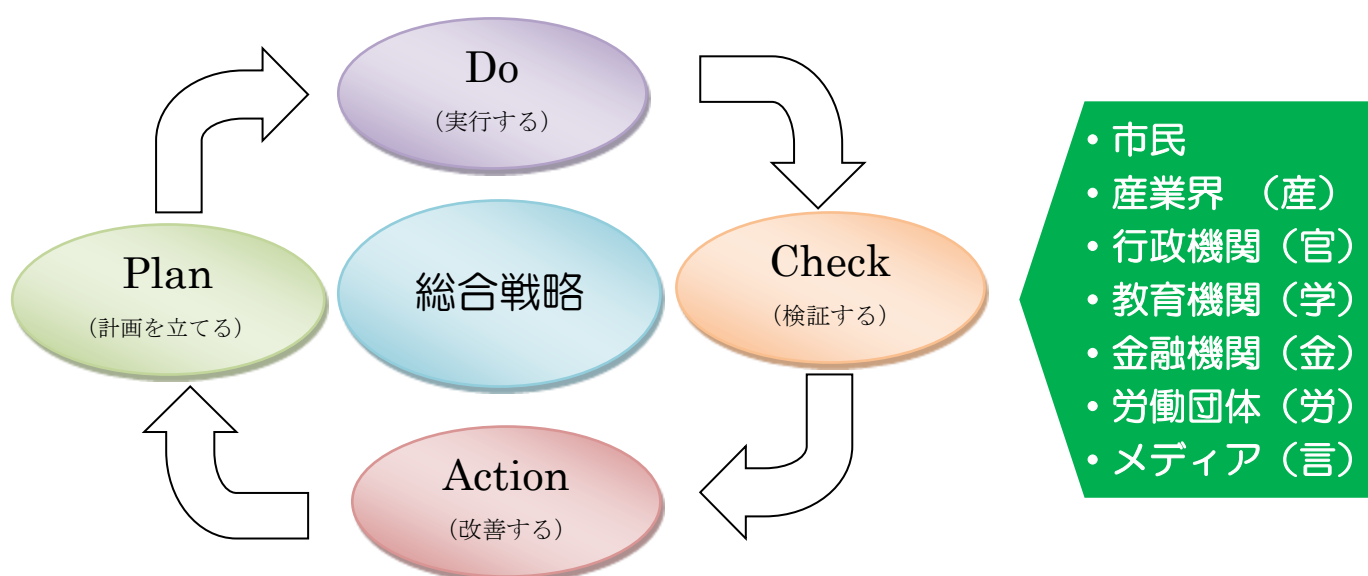 Do
（実行する）
Plan
（計画を立てる）
総合戦略
Check
（検証する）
Action
（改善する）
・市民
・産業界　（産）
・行政機関（官）
・教育機関（学）
・金融機関（金）
・労働団体（労）
・メディア（言）